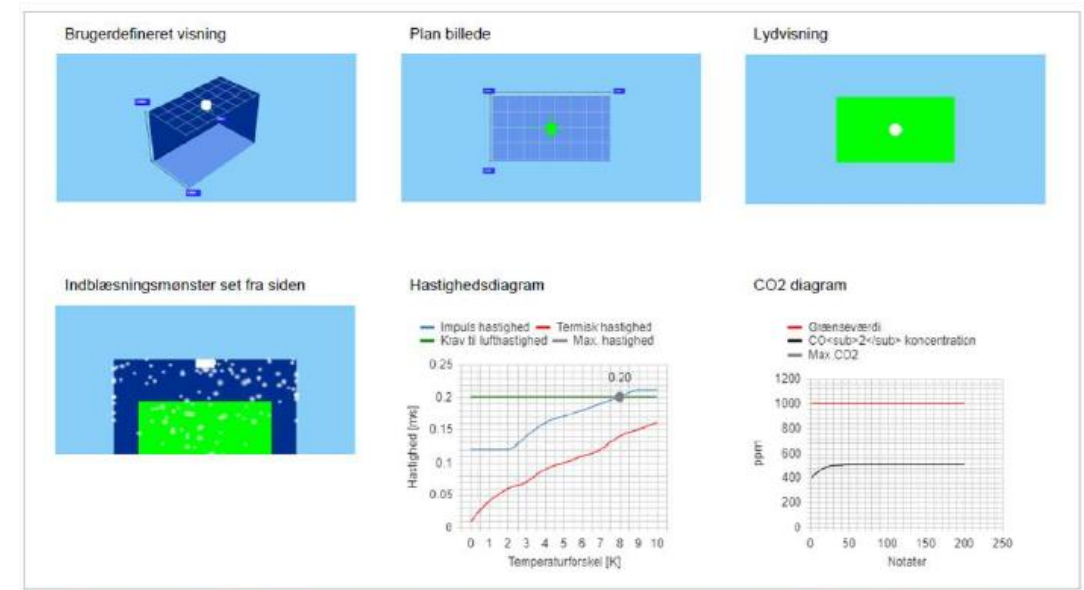 Brugerdefineret visning
Plan billede
Lydvisning
Indblæsningsmønster set fra siden
Hastighedsdiagram
Impuls hastighed
Termisk hastighed
Krav til lufthastighed
Max. hastighed
0.25
0.20
0.2
0.15
0.1
0.05
0
Hastighed [m/s]
0 1 2 3 4 5 6 7 8 9 10
Temperaturforskel [K]
CO2 diagram
Grænseværdi
CO<sub>2</sub> koncentration
Max CO2
1200
1000
800
600
400
200
0
ppm
0 50 100 150 200 250
Notater